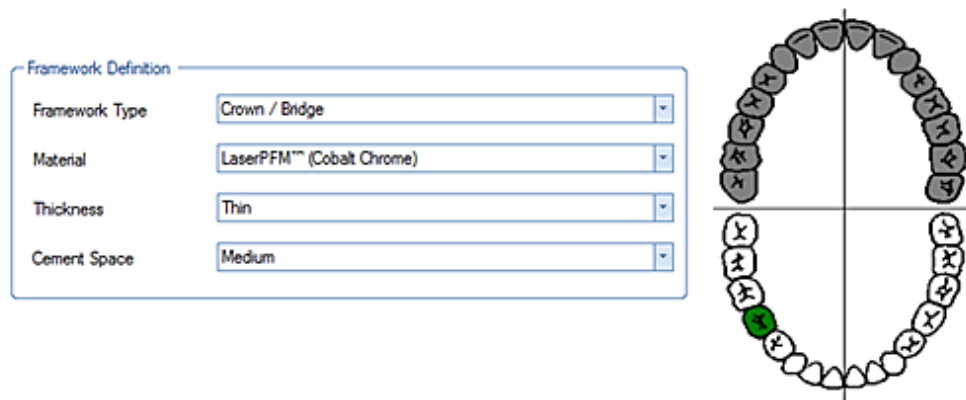 Framework Definition
Framework Type Crown / Bridge
Material LaserPFM™ (Cobalt Chrome)
Thickness Thin
Cement Space Medium